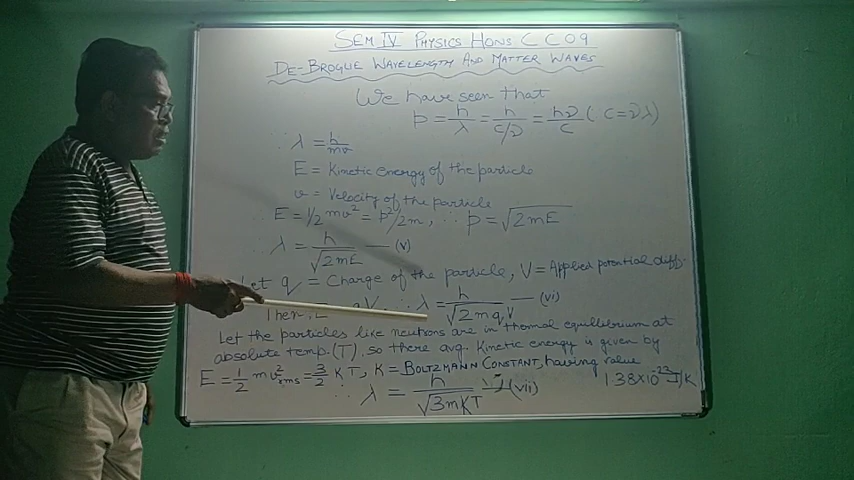 SEM IV PHYSICS HONS C C 09
DE-BROGLIE WAVELENGTH AND MATTER WAVES
We have seen that
p = h/λ = h/c/ν = hν/c ( c=νλ)
∴ λ = h/mv
E = Kinetic energy of the particle
v = Velocity of the particle
∴ E = 1/2 mv² = p²/2m, ∴ p = √2mE
∴ λ = h/√2mE — (v)
Let q = Charge of the particle, V = Applied potential diff.
Then, E qV ∴ λ = h/√2mqV — (vi)
Let the particles like neutrons are in thermal equilibrium at
absolute temp. (T), so there avg. Kinetic energy is given by
E = 1/2 m v²rms = 3/2 KT, K = BOLTZMANN CONSTANT, having value
∴ λ = h/√3mKT (vii) 1.38×10⁻²³ J/K